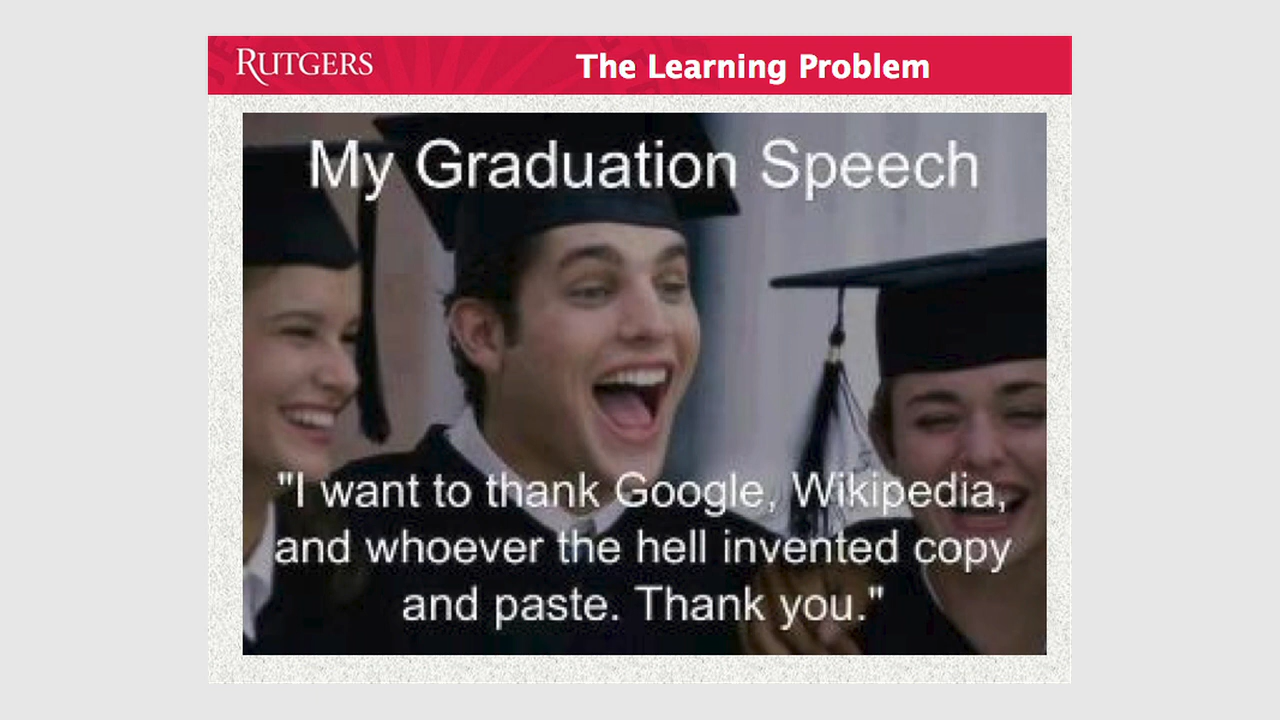 RUTGERS
The Learning Problem
My Graduation Speech
"I want to thank Google, Wikipedia,
and whoever the hell invented copy
and paste. Thank you."